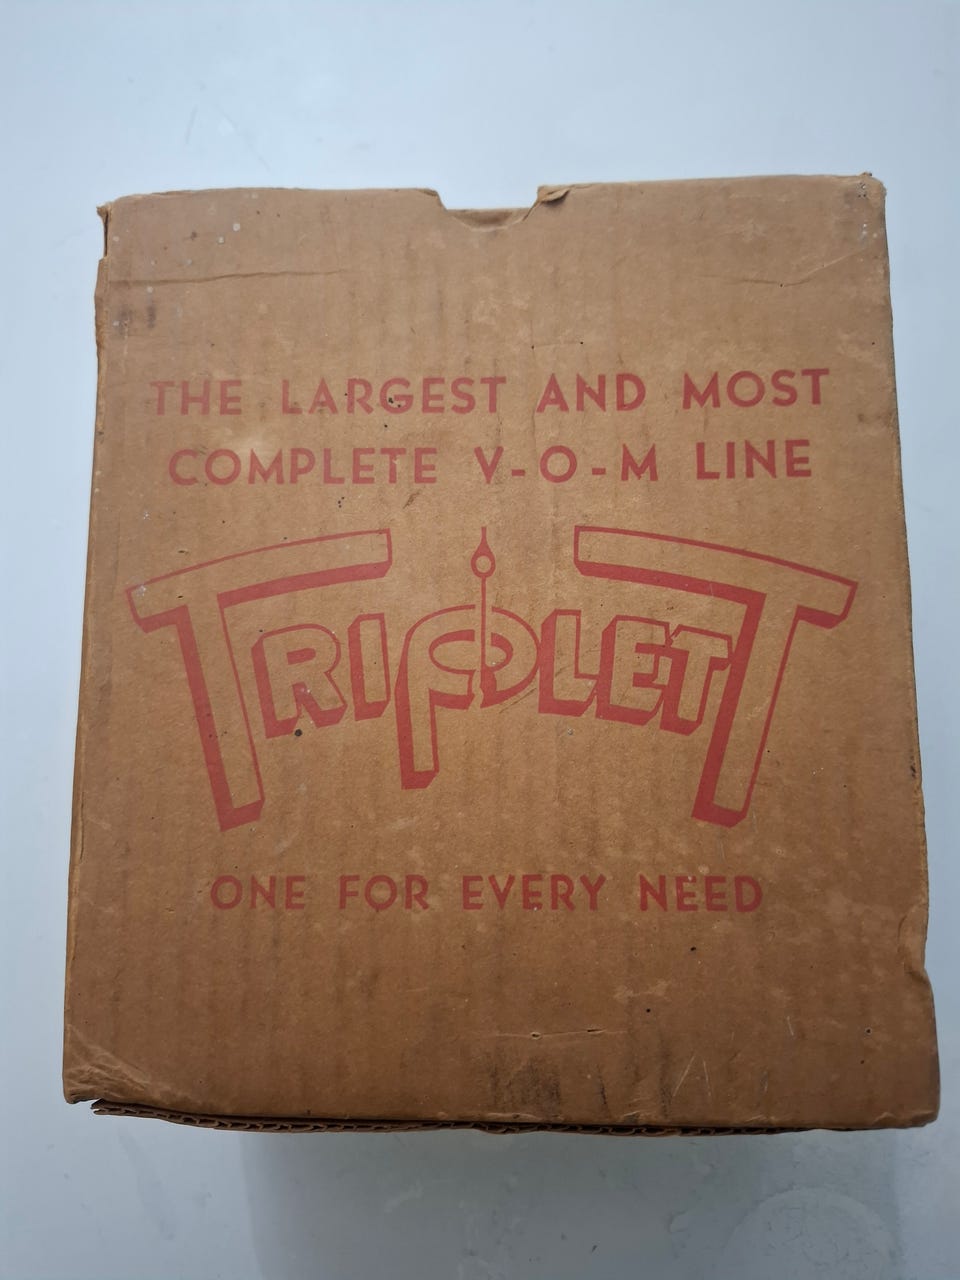 THE LARGEST AND MOST
COMPLETE V-O-M LINE
TRIPLETT
ONE FOR EVERY NEED